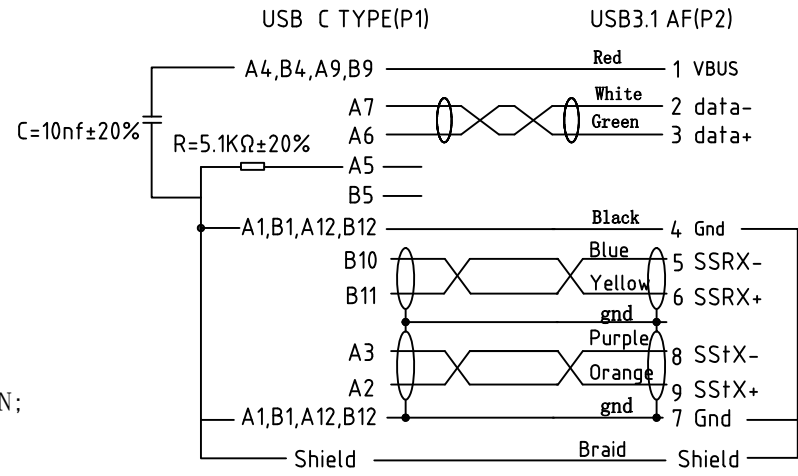 USB C TYPE(P1) USB3.1 AF(P2)
A4,B4,A9,B9 Red 1 VBUS
A7 White 2 data-
C=10nf±20% A6 Green 3 data+
R=5.1KΩ±20% A5
B5
A1,B1,A12,B12 Black 4 Gnd
B10 Blue 5 SSRX-
B11 Yellow 6 SSRX+
gnd
A3 Purple 8 SStX-
A2 Orange 9 SStX+
N;
A1,B1,A12,B12 gnd 7 Gnd
Shield Braid Shield